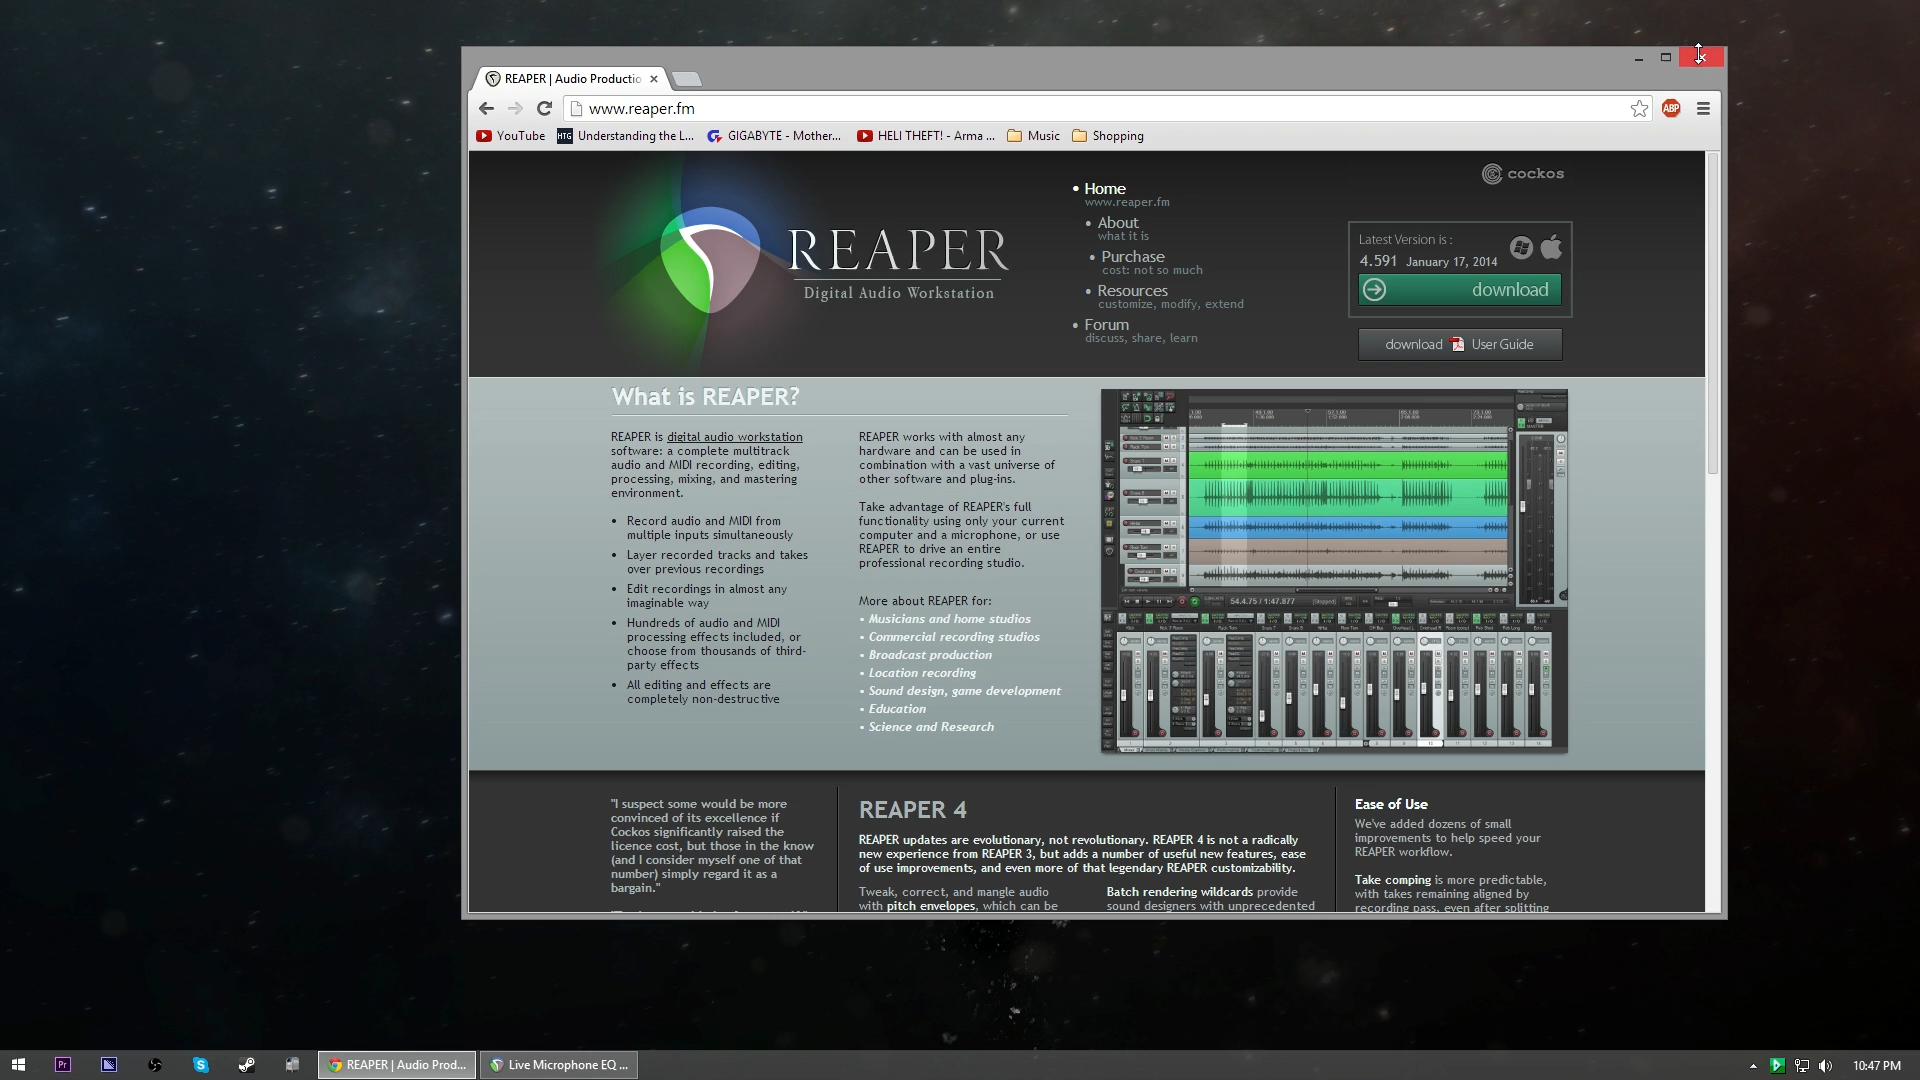 REAPER | Audio Productio
www.reaper.fm
ABP
YouTube
HTG Understanding the L...
GIGABYTE - Mother...
HELI THEFT! - Arma ...
Music
Shopping
cockos
REAPER
Digital Audio Workstation
• Home
www.reaper.fm
• About
what it is
• Purchase
cost: not so much
• Resources
customize, modify, extend
• Forum
discuss, share, learn
Latest Version is :
4.591 January 17, 2014
download
download User Guide
What is REAPER?
REAPER is digital audio workstation
software: a complete multitrack
audio and MIDI recording, editing,
processing, mixing, and mastering
environment.
• Record audio and MIDI from
multiple inputs simultaneously
• Layer recorded tracks and takes
over previous recordings
• Edit recordings in almost any
imaginable way
• Hundreds of audio and MIDI
processing effects included, or
choose from thousands of third-
party effects
• All editing and effects are
completely non-destructive
REAPER works with almost any
hardware and can be used in
combination with a vast universe of
other software and plug-ins.
Take advantage of REAPER's full
functionality using only your current
computer and a microphone, or use
REAPER to drive an entire
professional recording studio.
More about REAPER for:
• Musicians and home studios
• Commercial recording studios
• Broadcast production
• Location recording
• Sound design, game development
• Education
• Science and Research
54.4.75 / 1:47.877
[Stopped]
"I suspect some would be more
convinced of its excellence if
Cockos significantly raised the
licence cost, but those in the know
(and I consider myself one of that
number) simply regard it as a
bargain."
REAPER 4
REAPER updates are evolutionary, not revolutionary. REAPER 4 is not a radically
new experience from REAPER 3, but adds a number of useful new features, ease
of use improvements, and even more of that legendary REAPER customizability.
Tweak, correct, and mangle audio
with pitch envelopes, which can be
Batch rendering wildcards provide
sound designers with unprecedented
Ease of Use
We've added dozens of small
improvements to help speed your
REAPER workflow.
Take comping is more predictable,
with takes remaining aligned by
recording pass, even after splitting
Pr
REAPER | Audio Prod...
Live Microphone EQ ...
10:47 PM